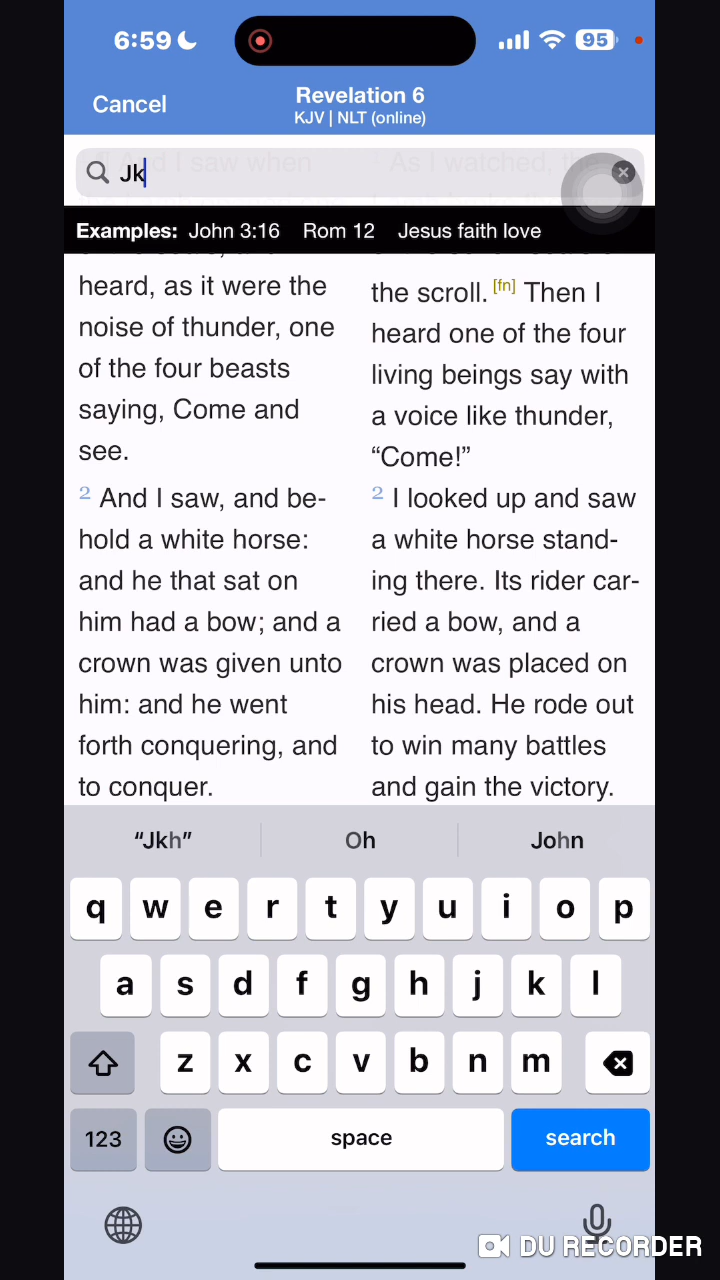 6:59
95
Cancel
Revelation 6
KJV | NLT (online)
And I saw when
As I watched, the
Jk
Examples: John 3:16 Rom 12 Jesus faith love
heard, as it were the
noise of thunder, one
of the four beasts
saying, Come and
see.
2 And I saw, and be-
hold a white horse:
and he that sat on
him had a bow; and a
crown was given unto
him: and he went
forth conquering, and
to conquer.
the scroll. [fn] Then I
heard one of the four
living beings say with
a voice like thunder,
“Come!”
2 I looked up and saw
a white horse stand-
ing there. Its rider car-
ried a bow, and a
crown was placed on
his head. He rode out
to win many battles
and gain the victory.
“Jkh” Oh John
q w e r t y u i o p
a s d f g h j k l
z x c v b n m
123 space search
DU RECORDER